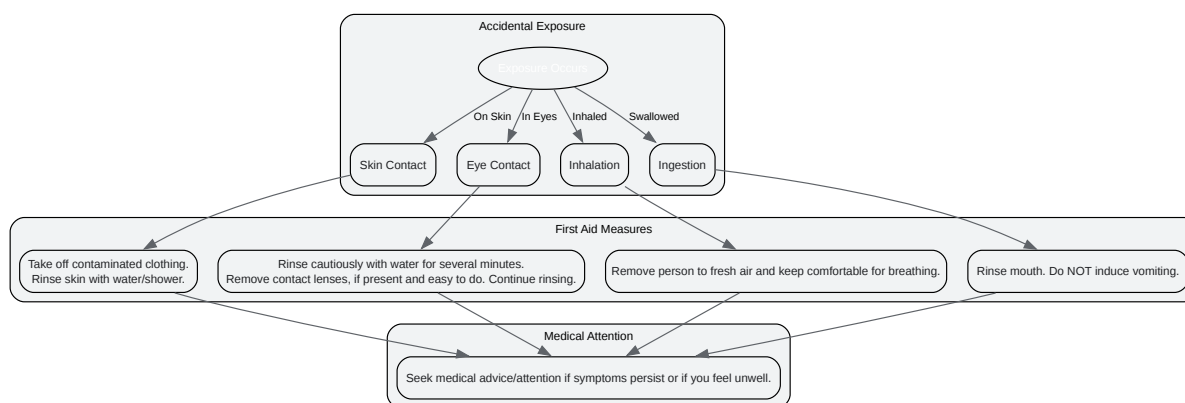 Accidental Exposure
Exposure Occurs
On Skin
In Eyes
Inhaled
Swallowed
Skin Contact
Eye Contact
Inhalation
Ingestion
First Aid Measures
Take off contaminated clothing.
Rinse skin with water/shower.
Rinse cautiously with water for several minutes.
Remove contact lenses, if present and easy to do. Continue rinsing.
Remove person to fresh air and keep comfortable for breathing.
Rinse mouth. Do NOT induce vomiting.
Medical Attention
Seek medical advice/attention if symptoms persist or if you feel unwell.